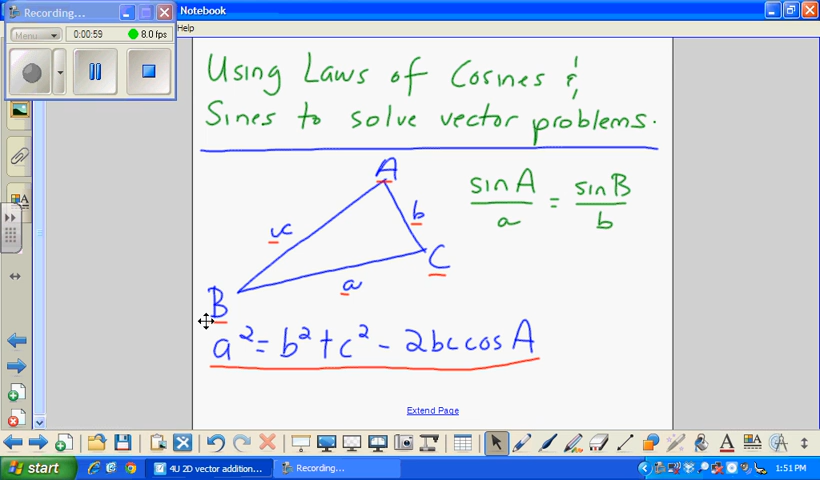 Recording...
Notebook
Menu
0:00:59
8.0 fps
Help
Using Laws of Cosines &
Sines to solve vector problems.
A
sin A / a = sin B / b
c
b
C
a
B
a² = b² + c² - 2bc cos A
Extend Page
start
4U 2D vector addition...
Recording...
1:51 PM